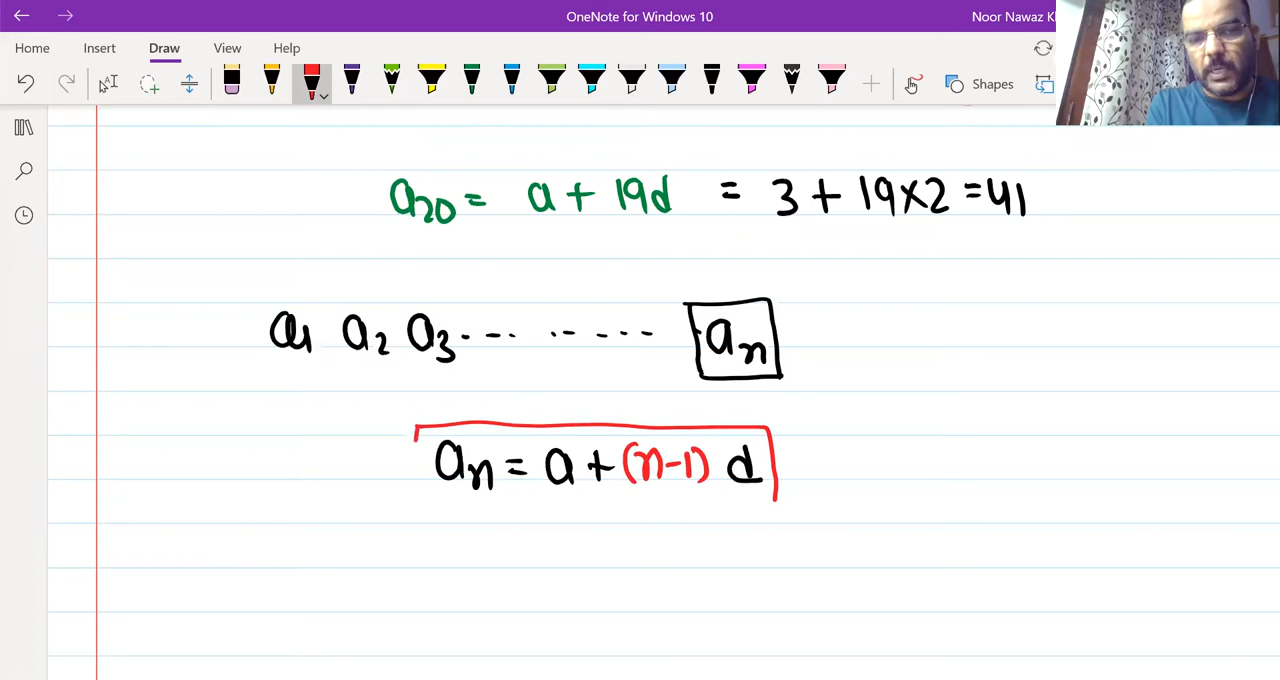 OneNote for Windows 10
Noor Nawaz
Home Insert Draw View Help
Shapes
a₂₀ = a + 19d = 3 + 19×2 = 41
a₁ a₂ a₃ ... ... ... aₙ
aₙ = a + (n-1) d